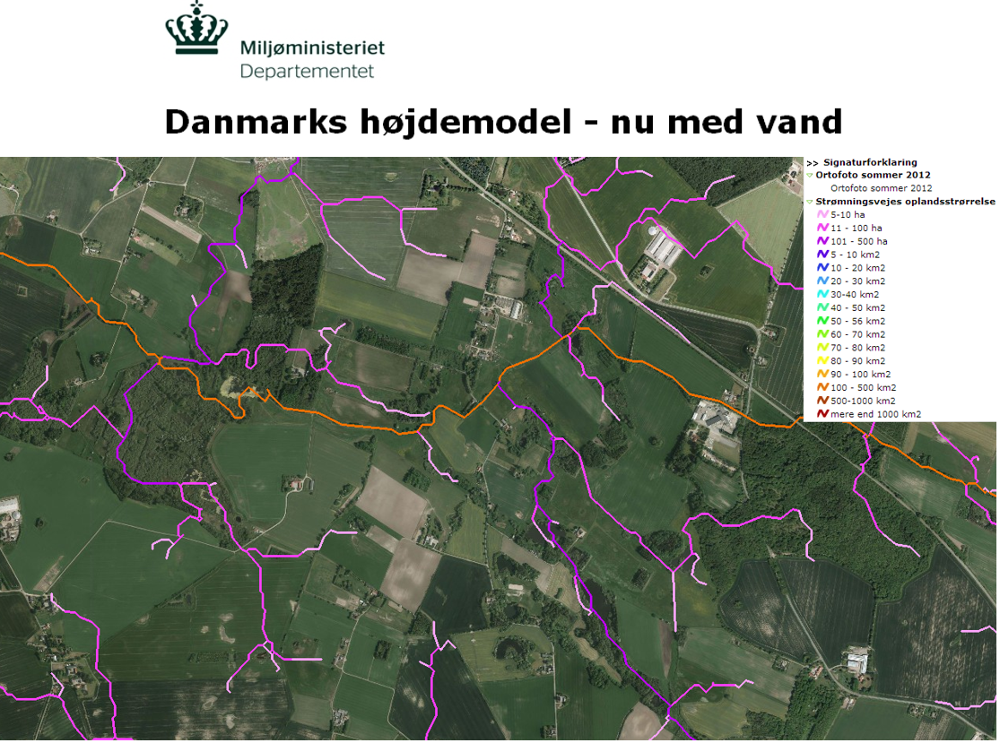 Miljøministeriet
Departementet
Danmarks højdemodel - nu med vand
>> Signaturforklaring
Ortofoto sommer 2012
Ortofoto sommer 2012
Strømningsvejes oplandsstrørrelse
5-10 ha
11 - 100 ha
101 - 500 ha
5 - 10 km2
10 - 20 km2
20 - 30 km2
30-40 km2
40 - 50 km2
50 - 56 km2
60 - 70 km2
70 - 80 km2
80 - 90 km2
90 - 100 km2
100 - 500 km2
500-1000 km2
mere end 1000 km2